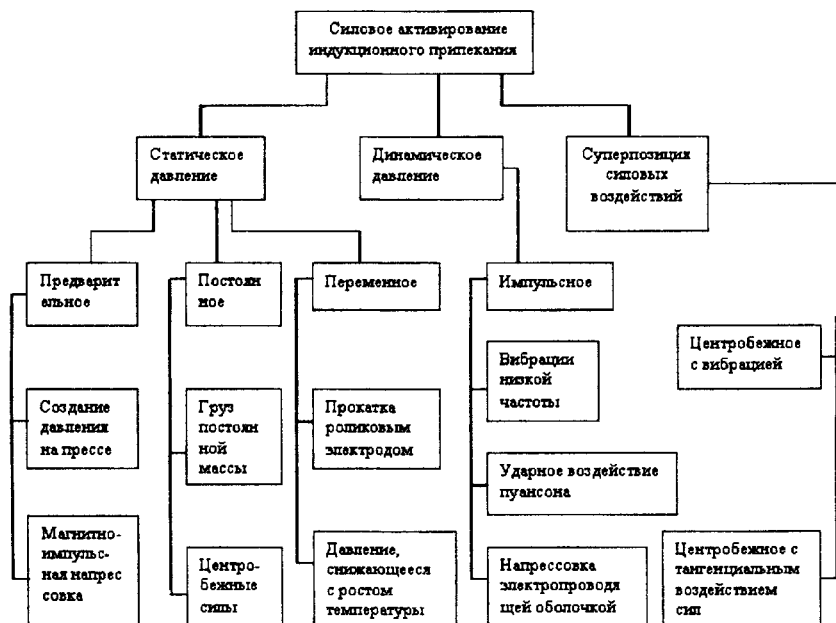 Силовое активирование
индукционного припекания
Статическое
давление
Динамическое
давление
Суперпозиция
силовых
воздействий
Предварит
ельное
Постоян
ное
Переменное
Импульсное
Создание
давления
на прессе
Магнитно-
импульс-
ная напрес
совка
Груз
постоя
нной
массы
Центро-
бежные
силы
Прокатка
роликовым
электродом
Давление,
снижающееся
с ростом
температуры
Вибрации
низкой
частоты
Ударное воздействие
пуансона
Напрессовка
электропроводя
щей оболочкой
Центробежное
с вибрацией
Центробежное с
тангенциальным
воздействием
сил